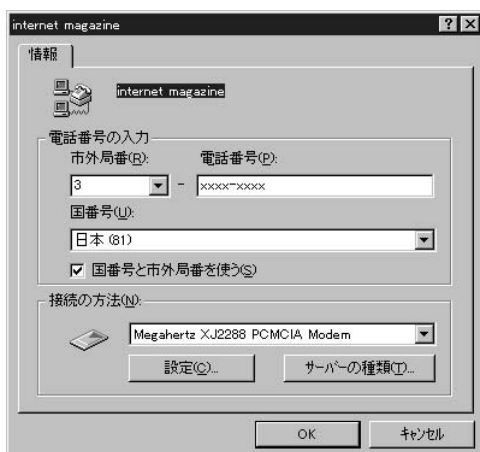 internet magazine
情報
internet magazine
電話番号の入力
市外局番(R): 電話番号(P):
3 - xxxx-xxxx
国番号(U):
日本 (81)
国番号と市外局番を使う(S)
接続の方法(N):
Megahertz XJ2288 PCMCIA Modem
設定(C)... サーバーの種類(T)...
OK キャンセル